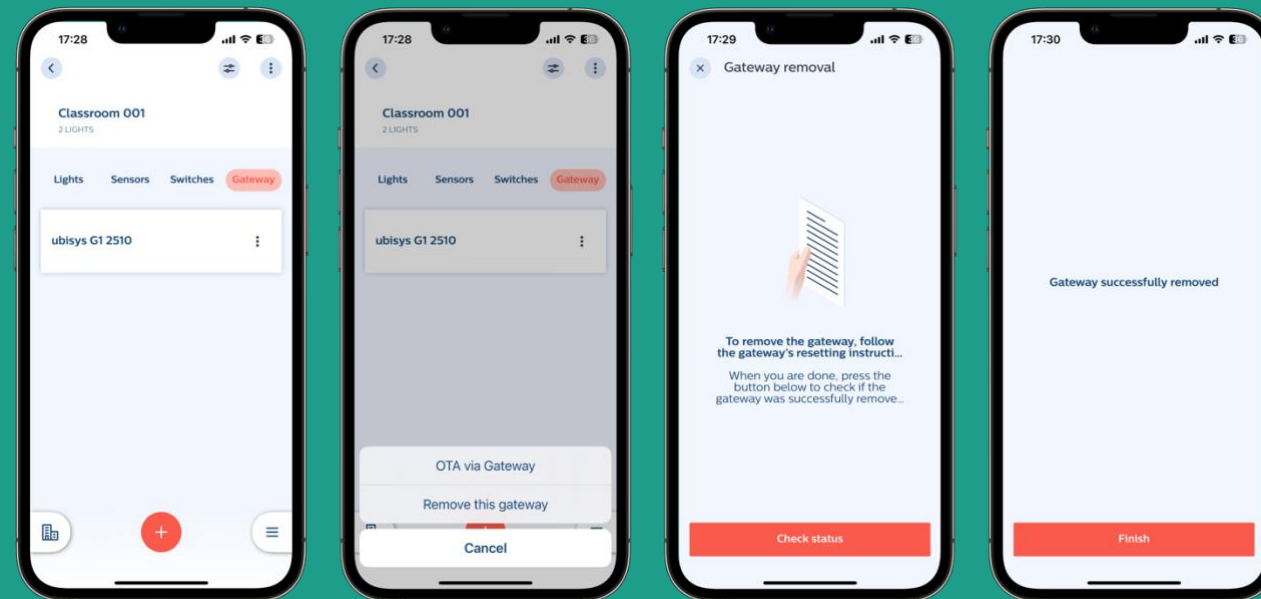 17:28
Classroom 001
2 LIGHTS
Lights Sensors Switches Gateway
ubisys G1 2510
17:28
Classroom 001
2 LIGHTS
Lights Sensors Switches Gateway
ubisys G1 2510
OTA via Gateway
Remove this gateway
Cancel
17:29
Gateway removal
To remove the gateway, follow
the gateway's resetting instructi...
When you are done, press the
button below to check if the
gateway was successfully remove...
Check status
17:30
Gateway successfully removed
Finish